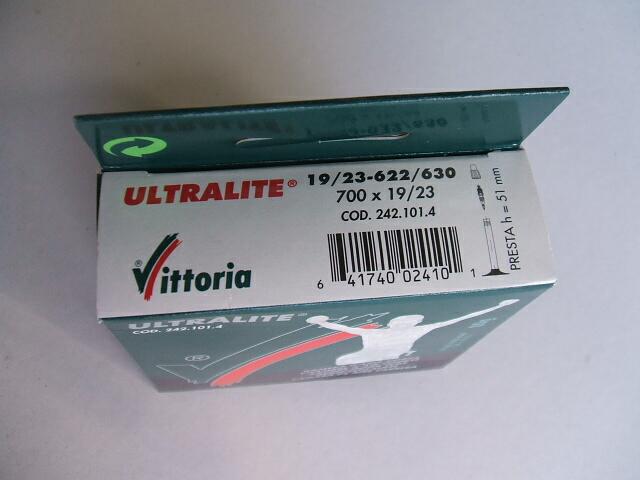 ULTRALITE®
19/23-622/630
700 x 19/23
COD. 242.101.4
PRESTA h = 51 mm
® Vittoria
6 41740 02410 1
ULTRALITE®
COD. 242.101.4
®